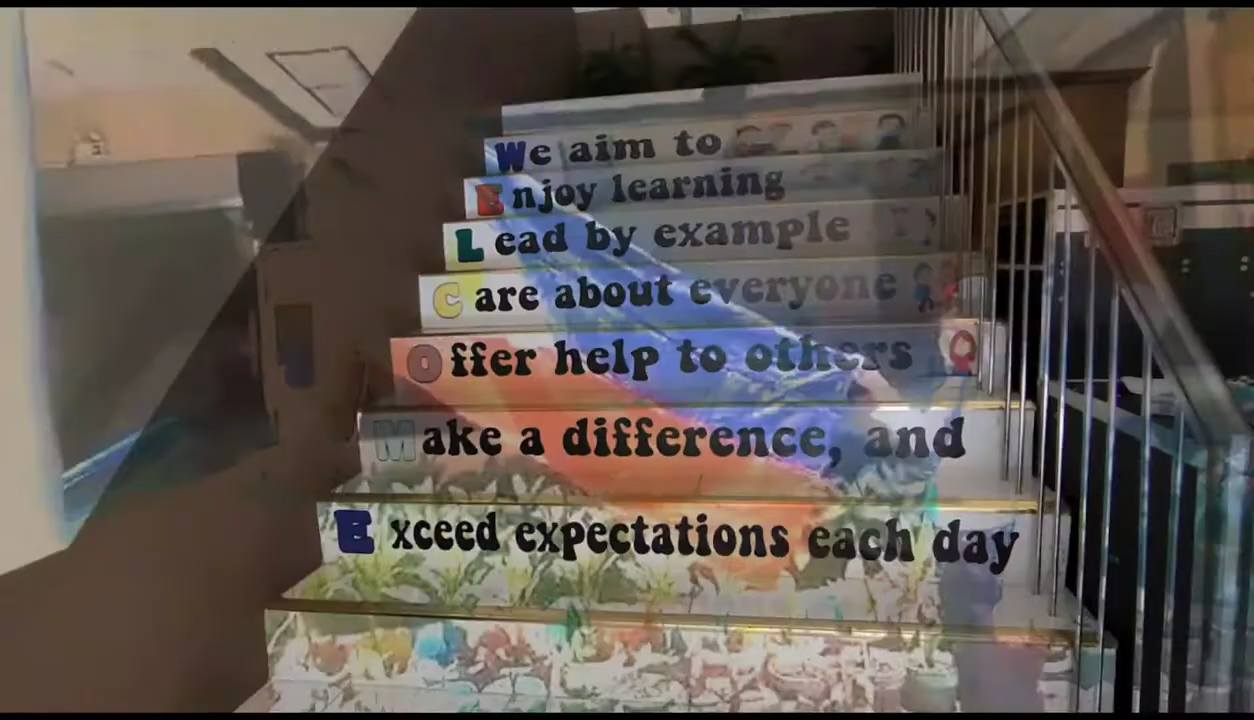 We aim to
Enjoy learning
Lead by example
Care about everyone
Offer help to others
Make a difference, and
Exceed expectations each day